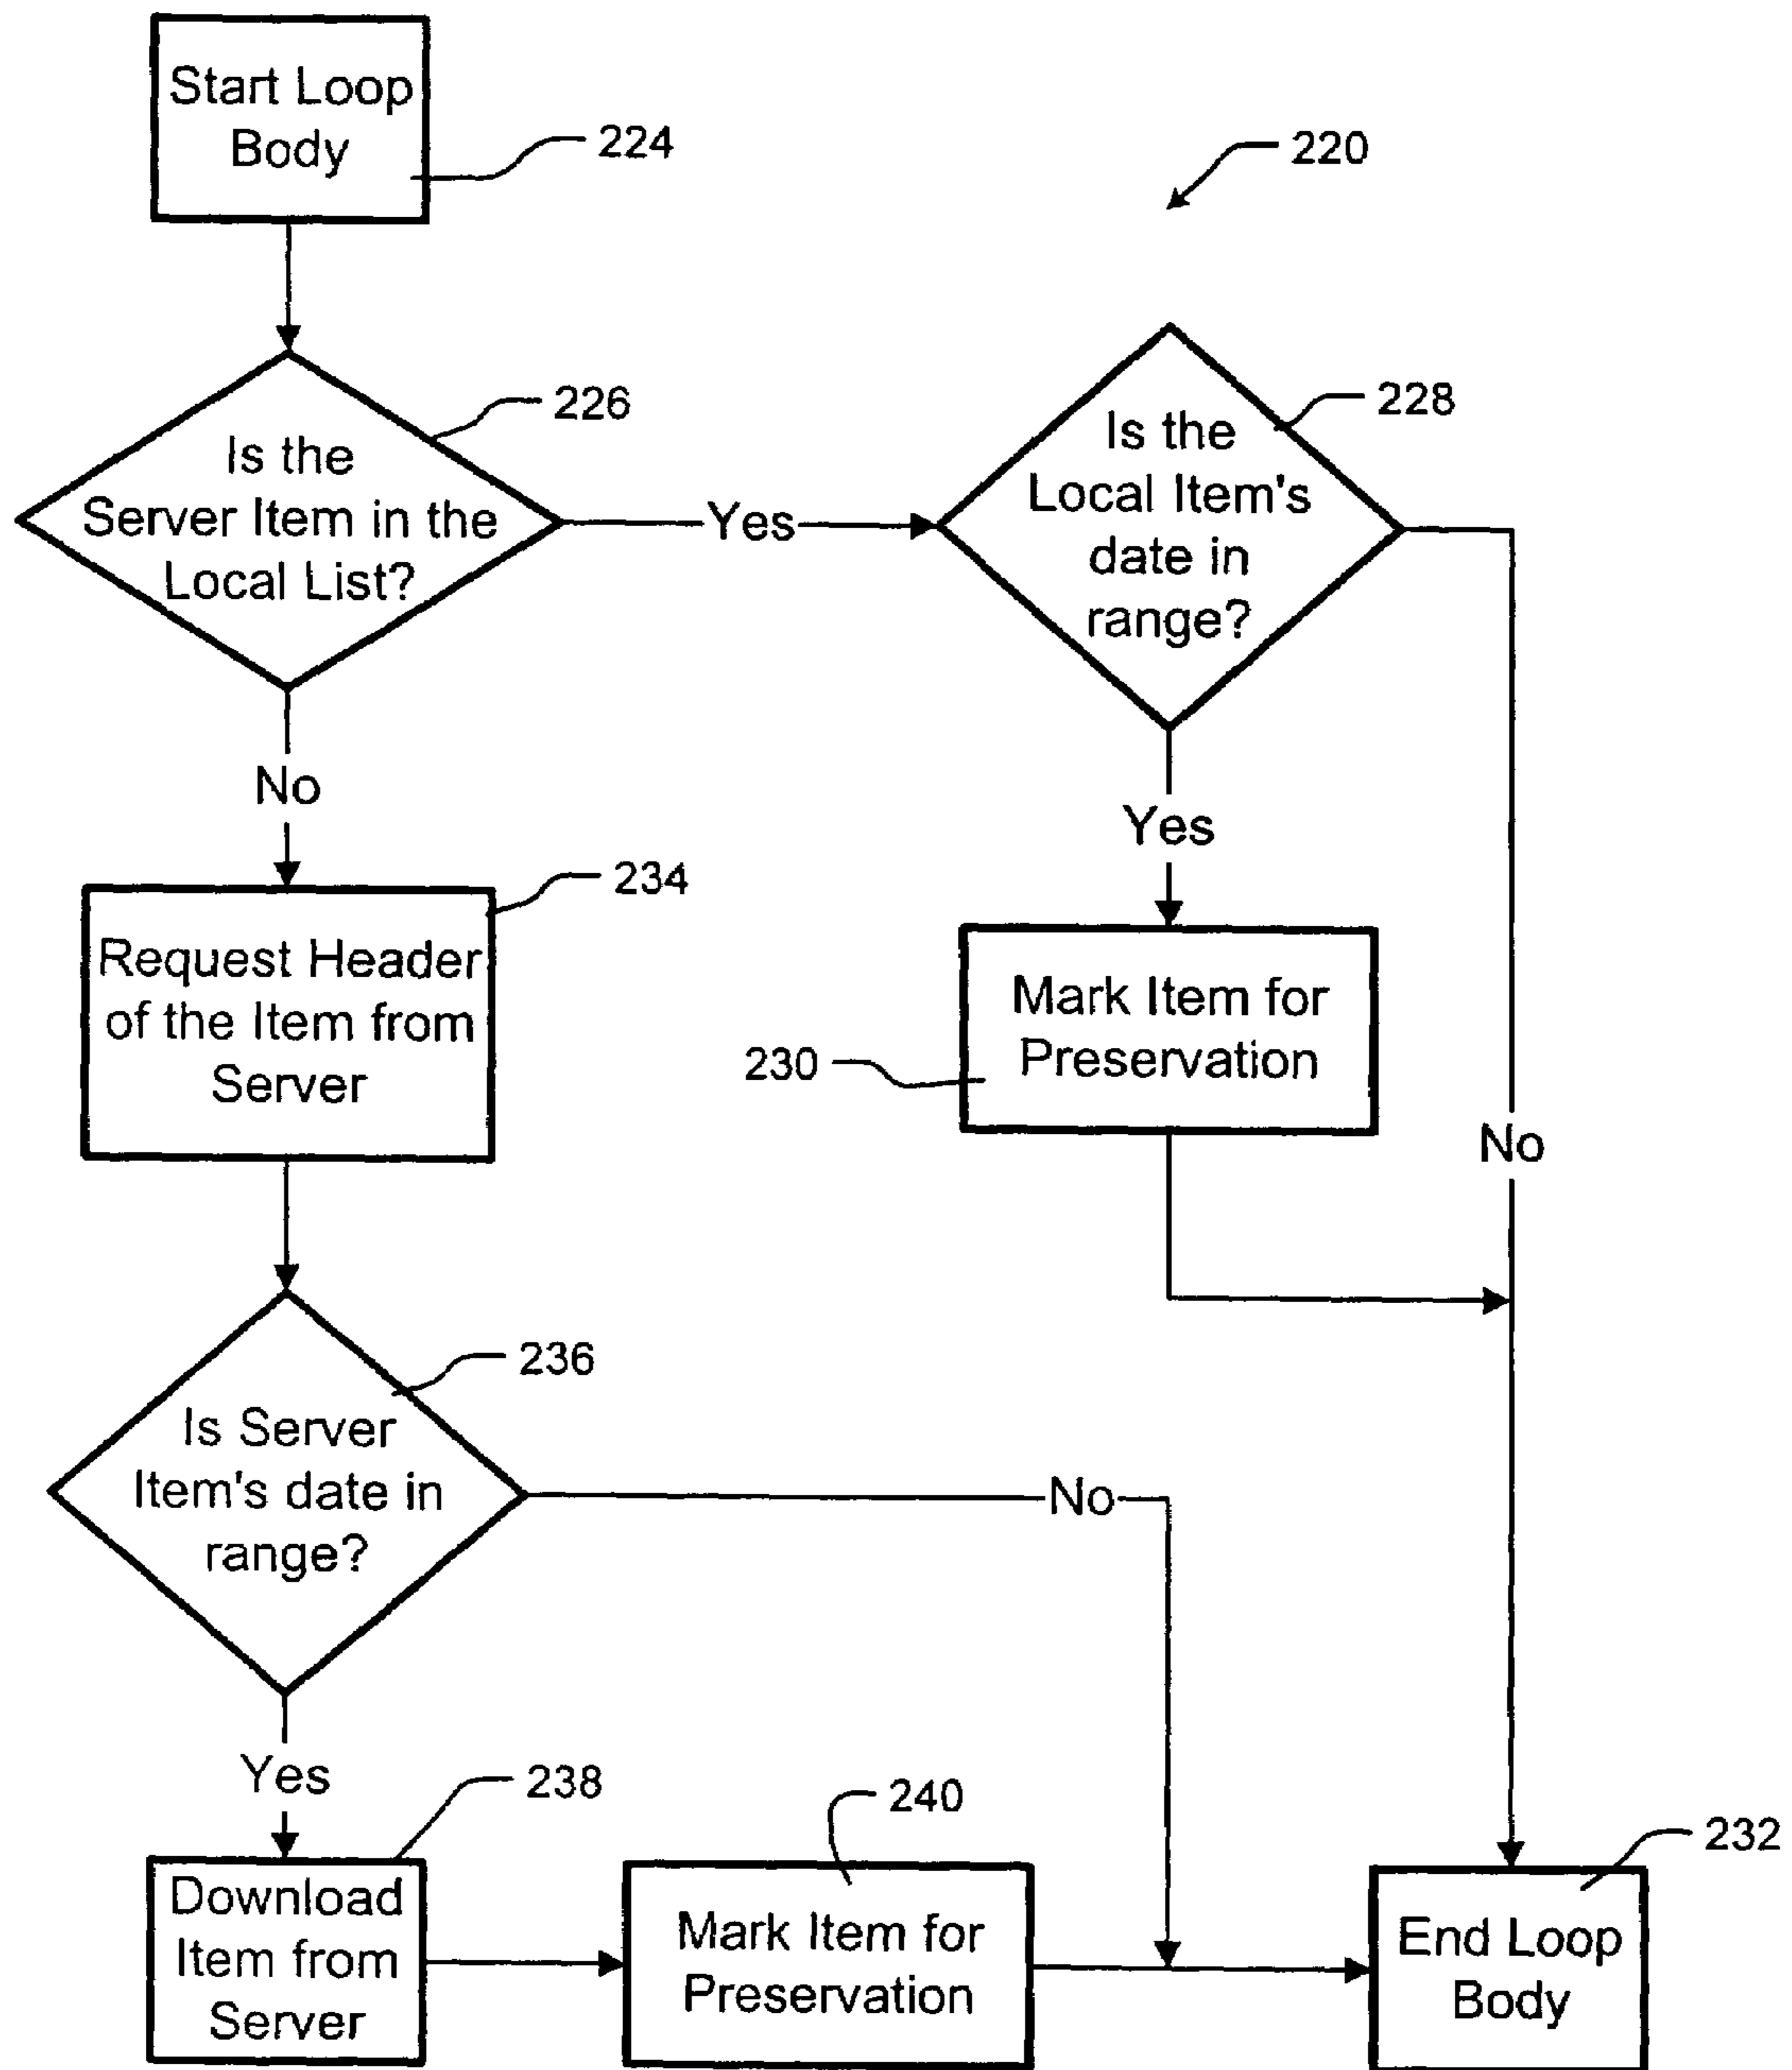 Start Loop
Body
224
220
226
Is the
Server Item in the
Local List?
Yes
228
Is the
Local Item's
date in
range?
No
Yes
234
Request Header
of the Item from
Server
230
Mark Item for
Preservation
No
236
Is Server
Item's date in
range?
No
Yes
238
Download
Item from
Server
240
Mark Item for
Preservation
232
End Loop
Body